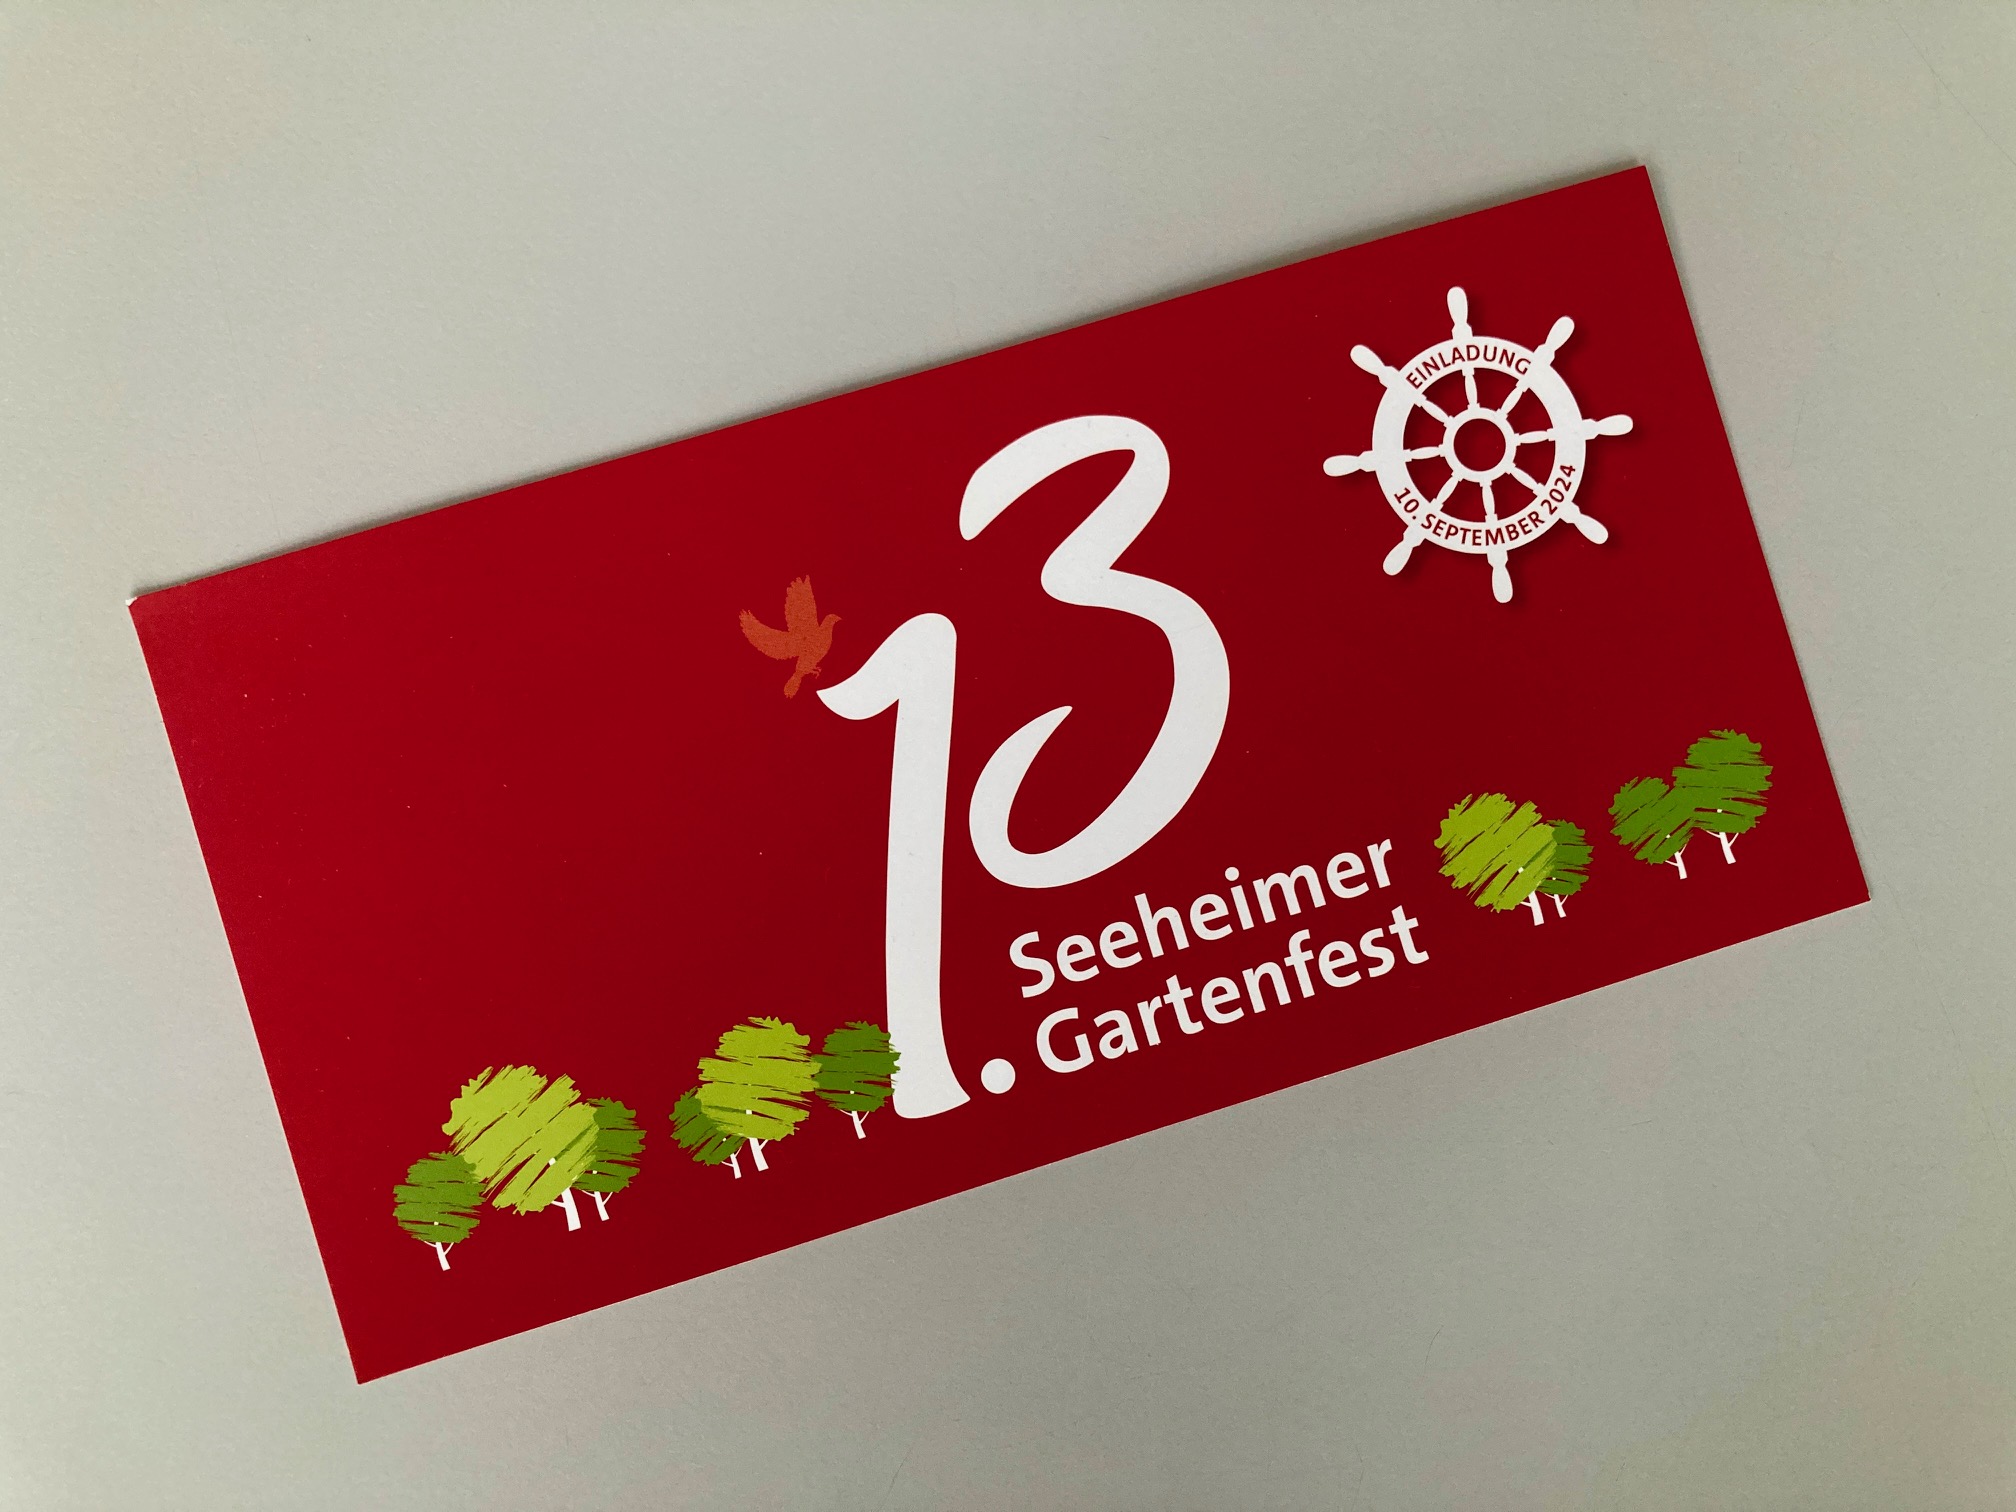 EINLADUNG
10. SEPTEMBER 2024
13.
Seeheimer
Gartenfest